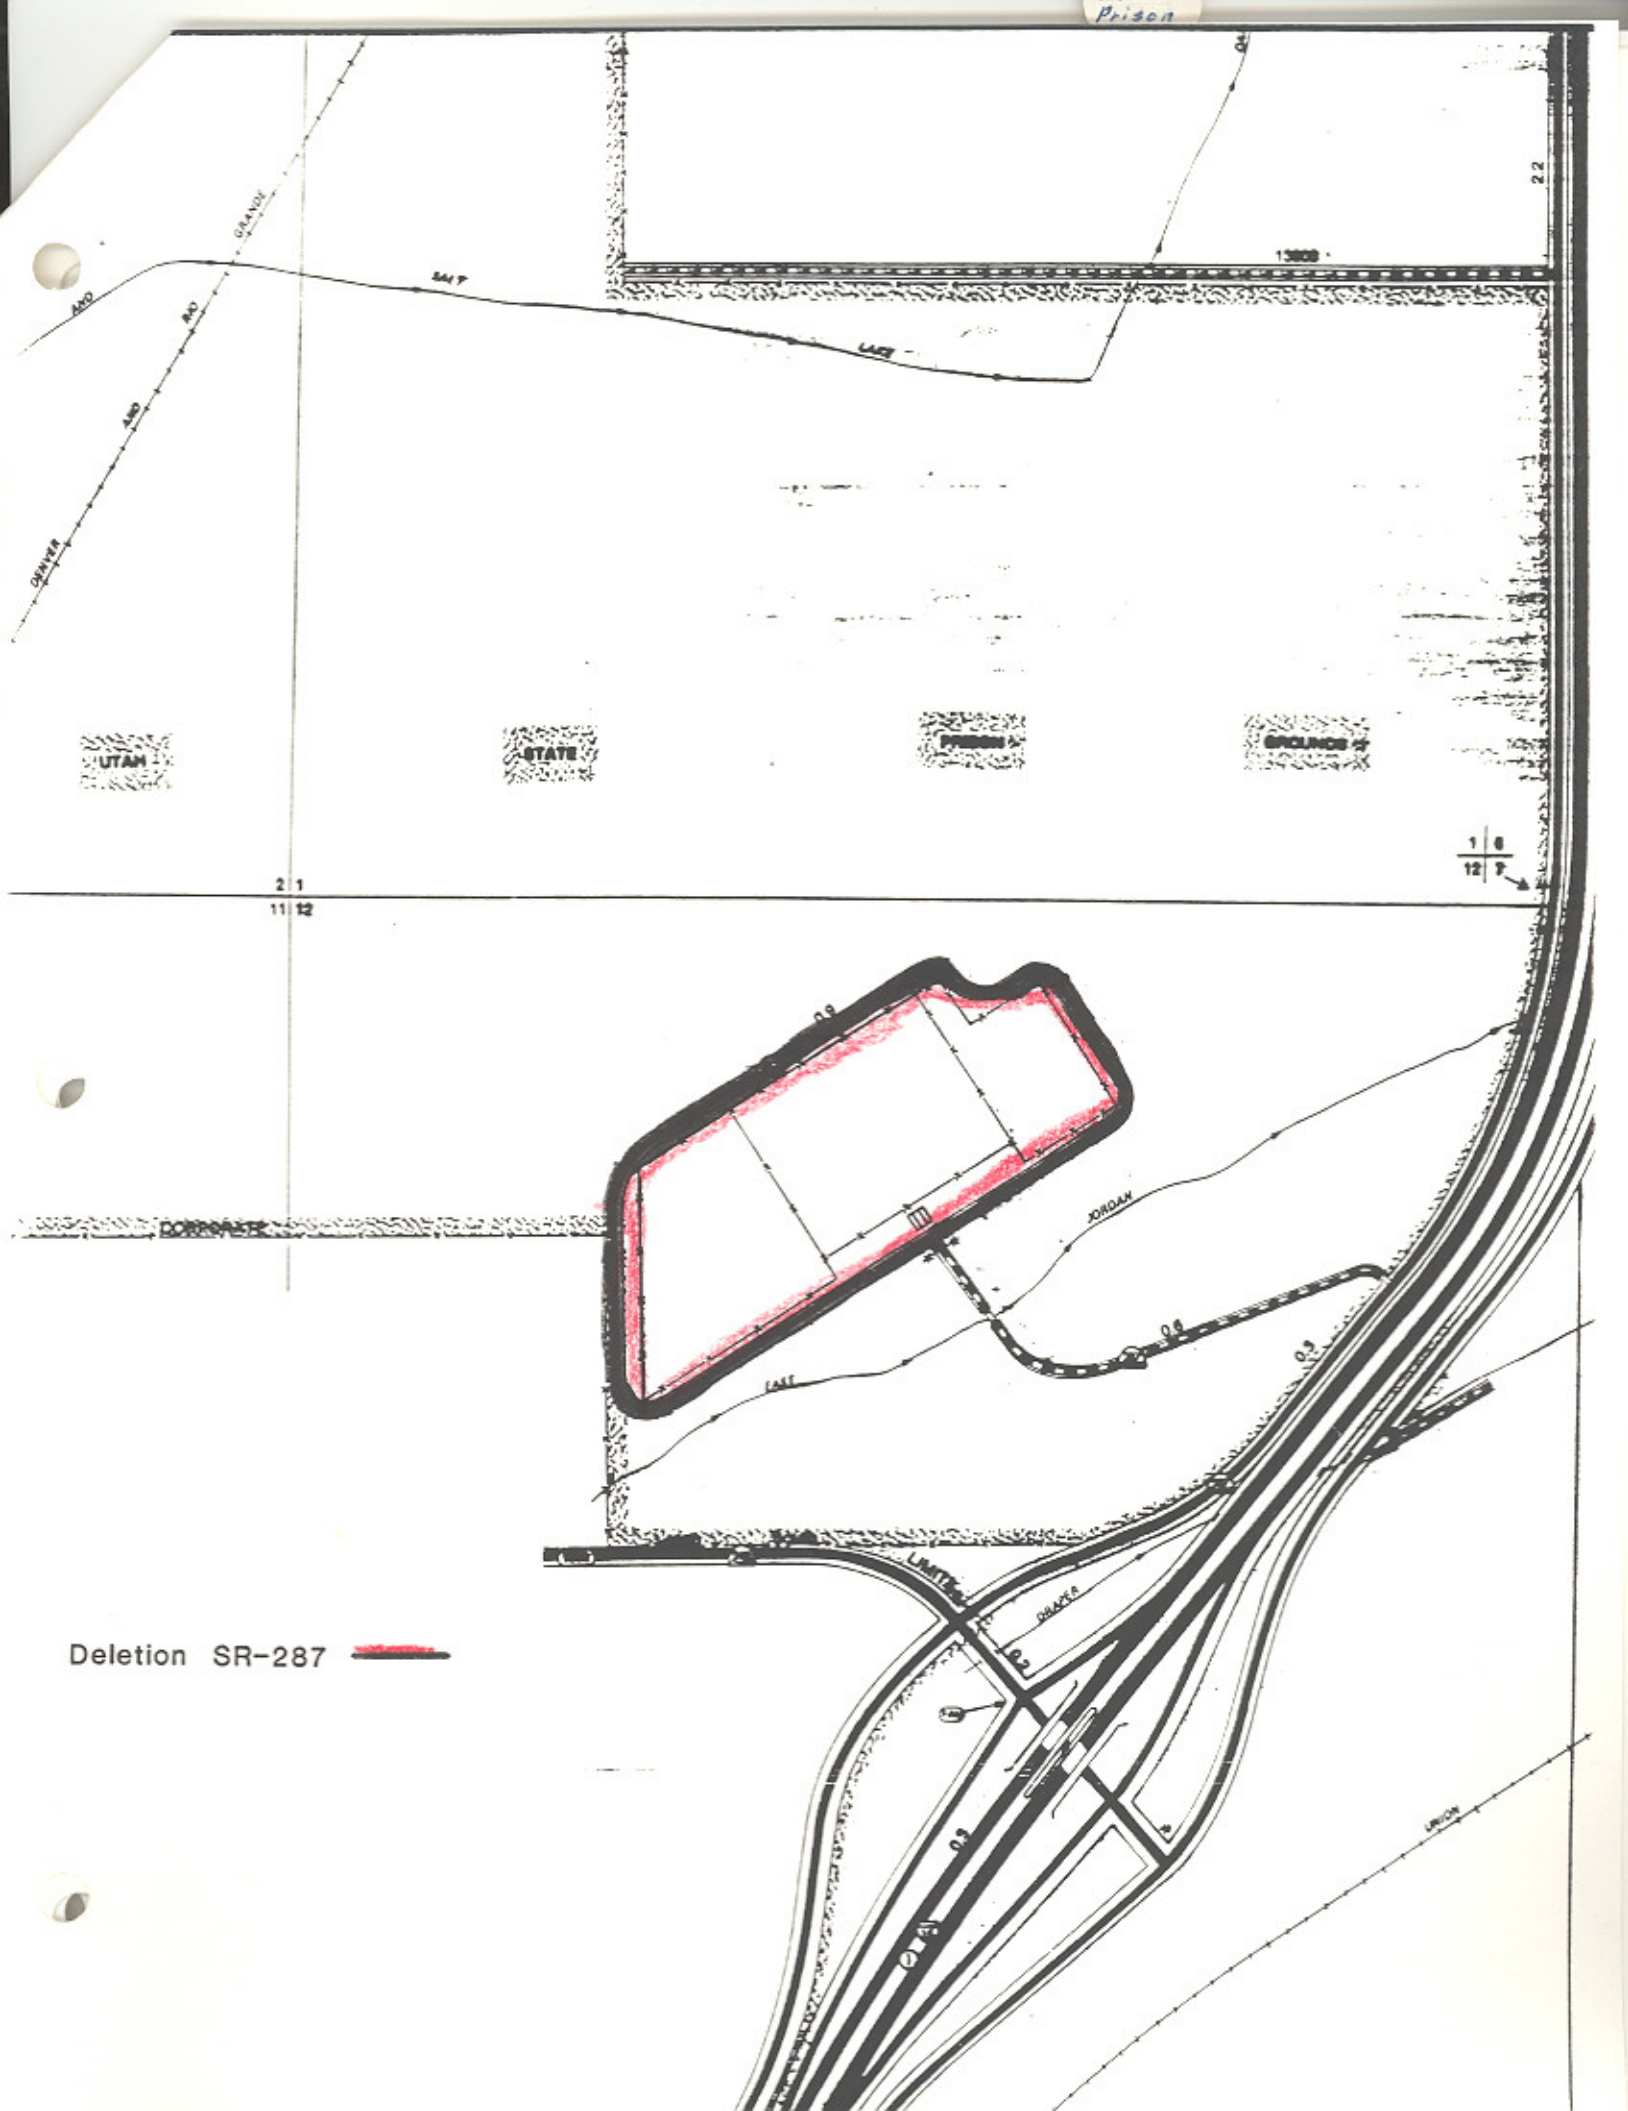 Prison
2.2
GRANDE
13800
SALT
AND
RIO
LAKE
AND
DENVER
UTAH STATE PRISON GROUNDS
1 6
12 7
2 1
11 12
0.9
JORDAN
CORPORATE
0.6
0.3
EAST
LIMITS
DRAPER
Deletion SR-287
0.2
UNION
0.3